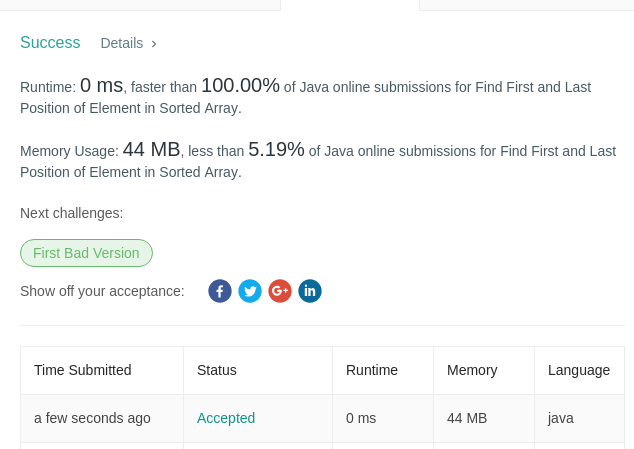 Success Details >
Runtime: 0 ms, faster than 100.00% of Java online submissions for Find First and Last
Position of Element in Sorted Array.
Memory Usage: 44 MB, less than 5.19% of Java online submissions for Find First and Last
Position of Element in Sorted Array.
Next challenges:
First Bad Version
Show off your acceptance: f G+ in
Time Submitted Status Runtime Memory Language
a few seconds ago Accepted 0 ms 44 MB java